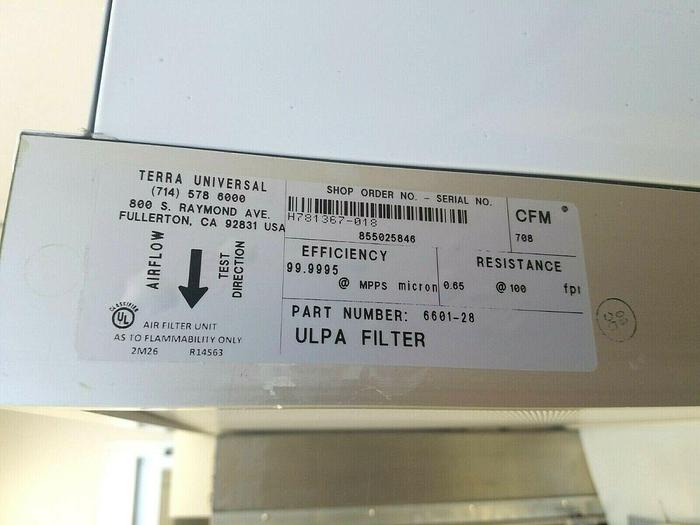 TERRA UNIVERSAL
(714) 578 6000
800 S. RAYMOND AVE.
FULLERTON, CA 92831 USA
AIRFLOW
TEST DIRECTION
CLASSIFIED
UL
AIR FILTER UNIT
AS TO FLAMMABILITY ONLY
2M26 R14563
SHOP ORDER NO. - SERIAL NO.
H781367-018
855025846
CFM
708
EFFICIENCY
99.9995
@ MPPS micron
RESISTANCE
0.65 @ 100 fpm
PART NUMBER: 6601-28
ULPA FILTER